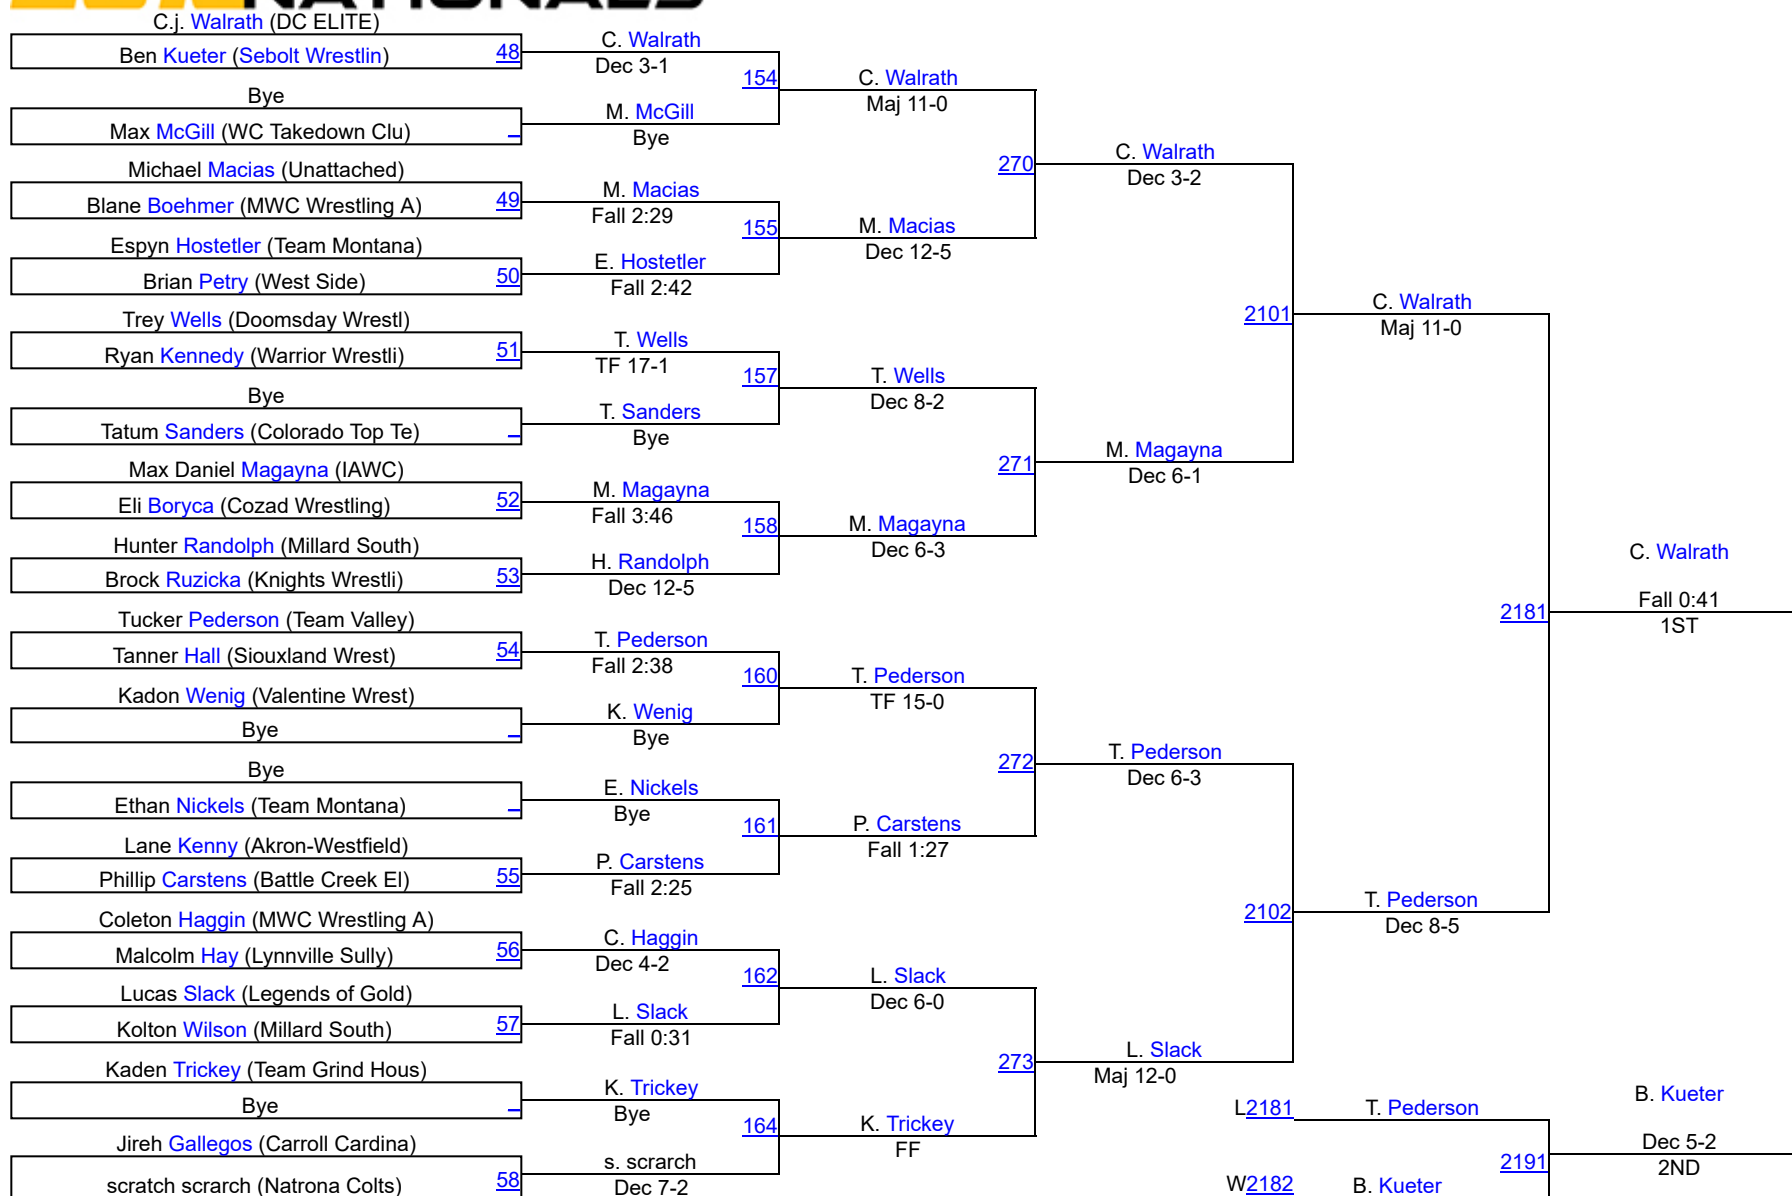 2012 NATIONALS
C.j. Walrath (DC ELITE)
Ben Kueter (Sebolt Wrestlin) 48
Bye
Max McGill (WC Takedown Clu)
Michael Macias (Unattached)
Blane Boehmer (MWC Wrestling A) 49
Espyn Hostetler (Team Montana)
Brian Petry (West Side) 50
Trey Wells (Doomsday Wrestl)
Ryan Kennedy (Warrior Wrestli) 51
Bye
Tatum Sanders (Colorado Top Te)
Max Daniel Magayna (IAWC)
Eli Boryca (Cozad Wrestling) 52
Hunter Randolph (Millard South)
Brock Ruzicka (Knights Wrestli) 53
Tucker Pederson (Team Valley)
Tanner Hall (Siouxland Wrest) 54
Kadon Wenig (Valentine Wrest)
Bye
Bye
Ethan Nickels (Team Montana)
Lane Kenny (Akron-Westfield)
Phillip Carstens (Battle Creek El) 55
Coleton Haggin (MWC Wrestling A)
Malcolm Hay (Lynnville Sully) 56
Lucas Slack (Legends of Gold)
Kolton Wilson (Millard South) 57
Kaden Trickey (Team Grind Hous)
Bye
Jireh Gallegos (Carroll Cardina)
scratch scrarch (Natrona Colts) 58
C. Walrath
Dec 3-1
154
M. McGill
Bye
M. Macias
Fall 2:29
155
E. Hostetler
Fall 2:42
T. Wells
TF 17-1
157
T. Sanders
Bye
M. Magayna
Fall 3:46
158
H. Randolph
Dec 12-5
T. Pederson
Fall 2:38
160
K. Wenig
Bye
E. Nickels
Bye
161
P. Carstens
Fall 2:25
C. Haggin
Dec 4-2
162
L. Slack
Fall 0:31
K. Trickey
Bye
164
s. scrarch
Dec 7-2
C. Walrath
Maj 11-0
270
M. Macias
Dec 12-5
T. Wells
Dec 8-2
271
M. Magayna
Dec 6-3
T. Pederson
TF 15-0
272
P. Carstens
Fall 1:27
L. Slack
Dec 6-0
273
K. Trickey
FF
C. Walrath
Dec 3-2
2101
M. Magayna
Dec 6-1
T. Pederson
Dec 6-3
2102
L. Slack
Maj 12-0
C. Walrath
Maj 11-0
2181
T. Pederson
Dec 8-5
C. Walrath
Fall 0:41
1ST
L2181 T. Pederson
2191
W2182 B. Kueter
B. Kueter
Dec 5-2
2ND